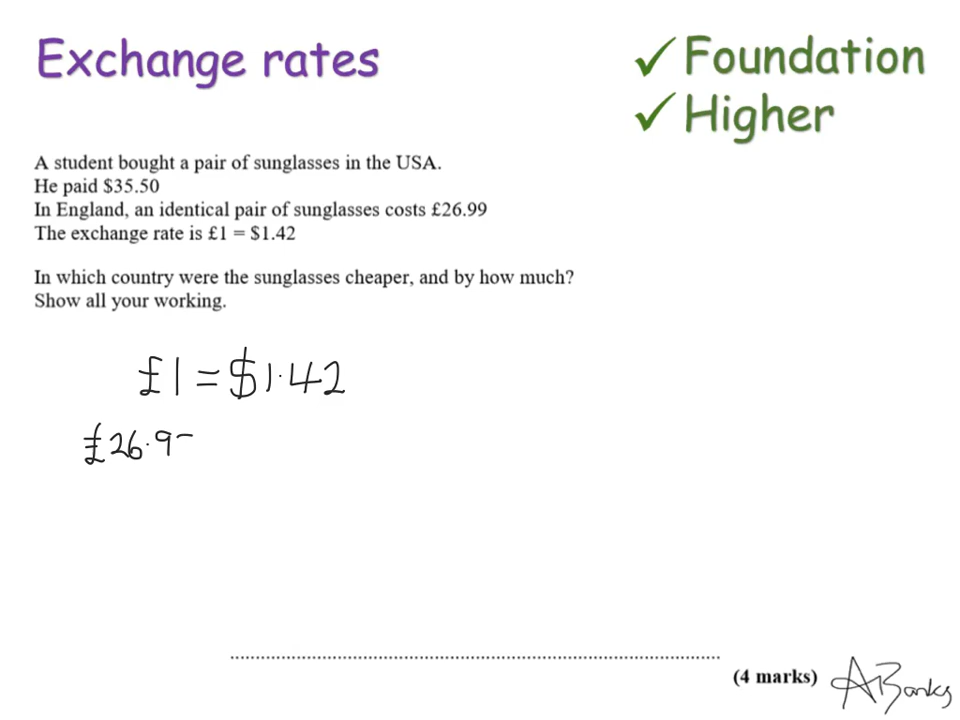 Exchange rates
✓ Foundation
✓ Higher
A student bought a pair of sunglasses in the USA.
He paid $35.50
In England, an identical pair of sunglasses costs £26.99
The exchange rate is £1 = $1.42
In which country were the sunglasses cheaper, and by how much?
Show all your working.
£1 = $1.42
£26.9
(4 marks)
A Banks